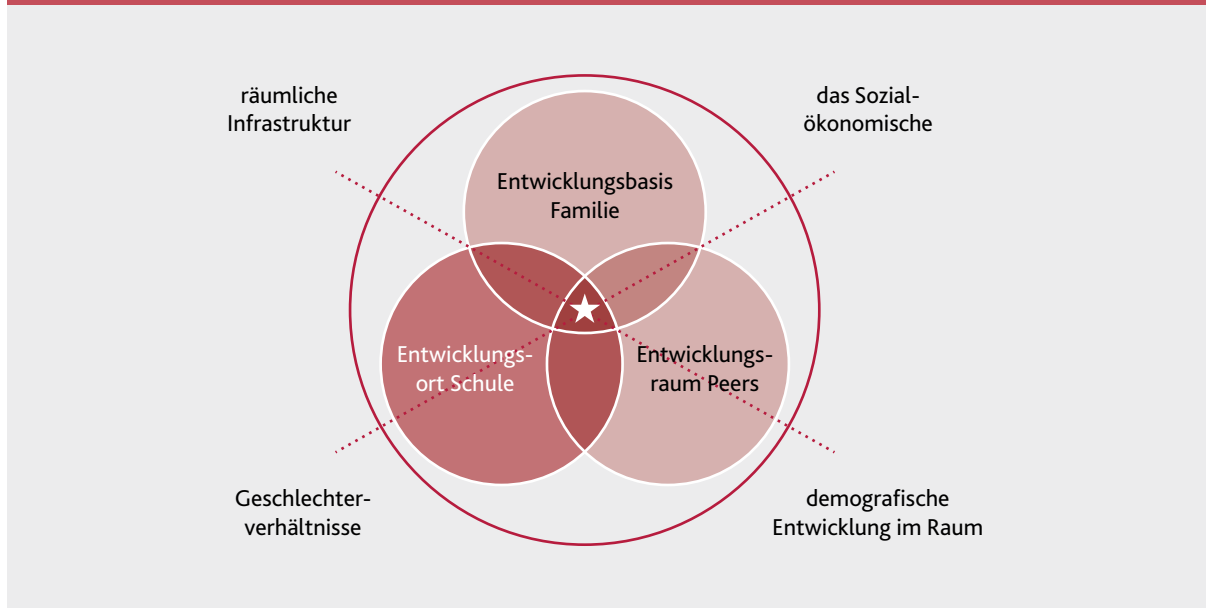 räumliche
Infrastruktur
das Sozial-
ökonomische
Entwicklungsbasis
Familie
Entwicklungs-
ort Schule
Entwicklungs-
raum Peers
Geschlechter-
verhältnisse
demografische
Entwicklung im Raum